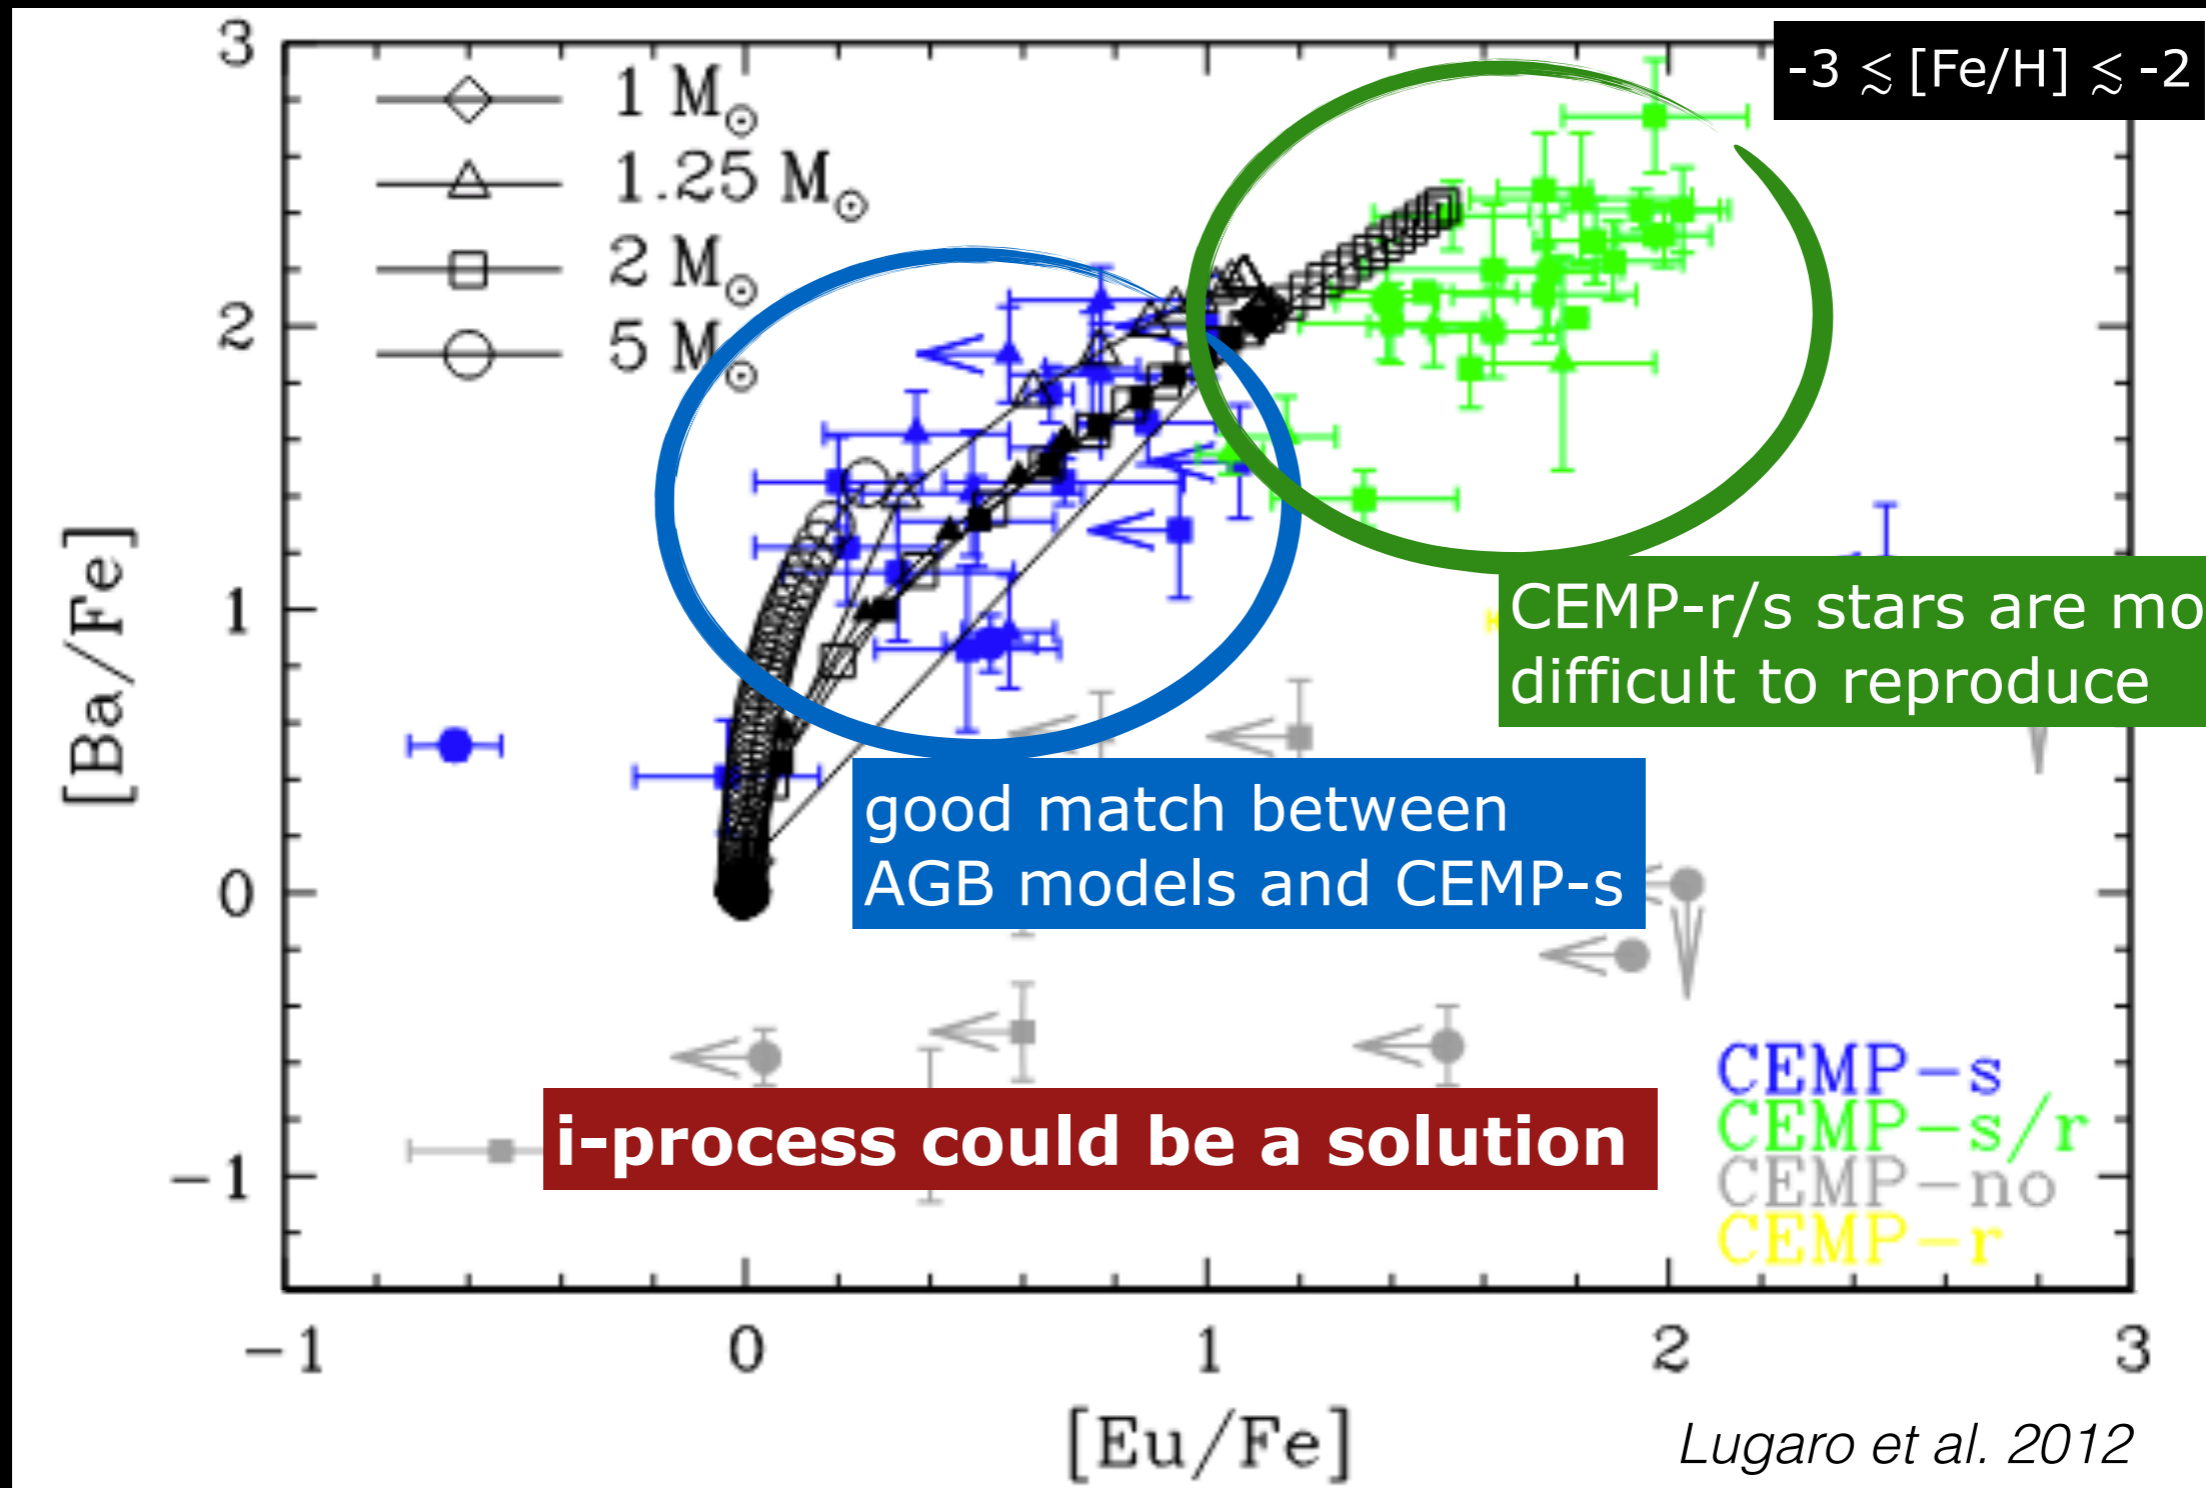 3
-3 ≲ [Fe/H] ≲ -2
1 M⊙
1.25 M⊙
2 M⊙
5 M⊙
2
[Ba/Fe]
1
CEMP-r/s stars are mo
difficult to reproduce
good match between
AGB models and CEMP-s
0
CEMP-s
CEMP-s/r
CEMP-no
CEMP-r
i-process could be a solution
-1
-1 0 1 2 3
[Eu/Fe]
Lugaro et al. 2012